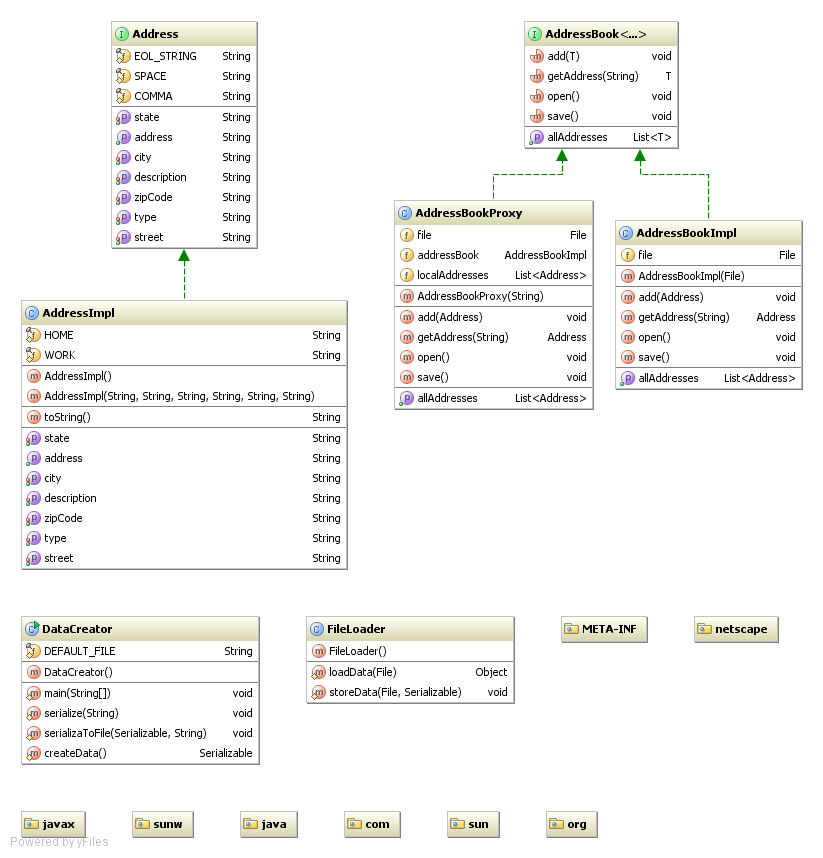 Address
EOL_STRING String
SPACE String
COMMA String
state String
address String
city String
description String
zipCode String
type String
street String
AddressBook<...>
add(T) void
getAddress(String) T
open() void
save() void
allAddresses List<T>
AddressBookProxy
file File
addressBook AddressBookImpl
localAddresses List<Address>
AddressBookProxy(String)
add(Address) void
getAddress(String) Address
open() void
save() void
allAddresses List<Address>
AddressBookImpl
file File
AddressBookImpl(File)
add(Address) void
getAddress(String) Address
open() void
save() void
allAddresses List<Address>
AddressImpl
HOME String
WORK String
AddressImpl()
AddressImpl(String, String, String, String, String, String)
toString() String
state String
address String
city String
description String
zipCode String
type String
street String
DataCreator
DEFAULT_FILE String
DataCreator()
main(String[]) void
serialize(String) void
serializaToFile(Serializable, String) void
createData() Serializable
FileLoader
FileLoader()
loadData(File) Object
storeData(File, Serializable) void
META-INF
netscape
javax
sunw
java
com
sun
org
Powered by yFiles